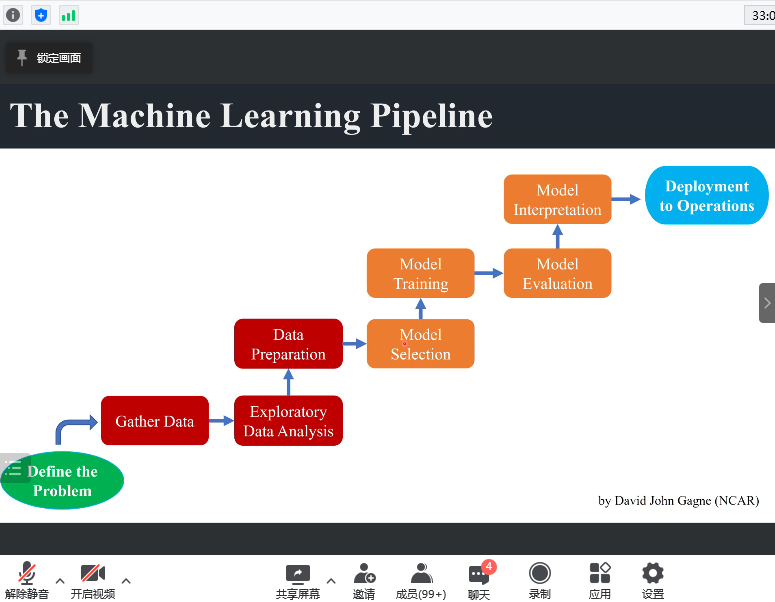 33:0
锁定画面
The Machine Learning Pipeline
Model
Interpretation
Deployment
to Operations
Model
Training
Model
Evaluation
Data
Preparation
Model
Selection
Gather Data
Exploratory
Data Analysis
Define the
Problem
by David John Gagne (NCAR)
4
解除静音
开启视频
共享屏幕
邀请
成员(99+)
聊天
录制
应用
设置